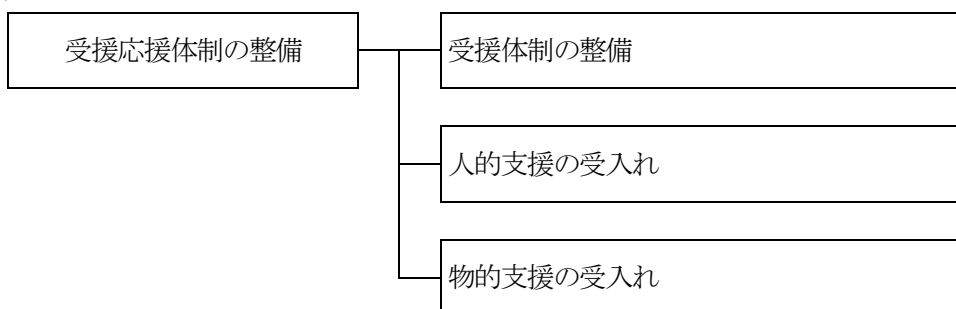 受援応援体制の整備
受援体制の整備
人的支援の受入れ
物的支援の受入れ